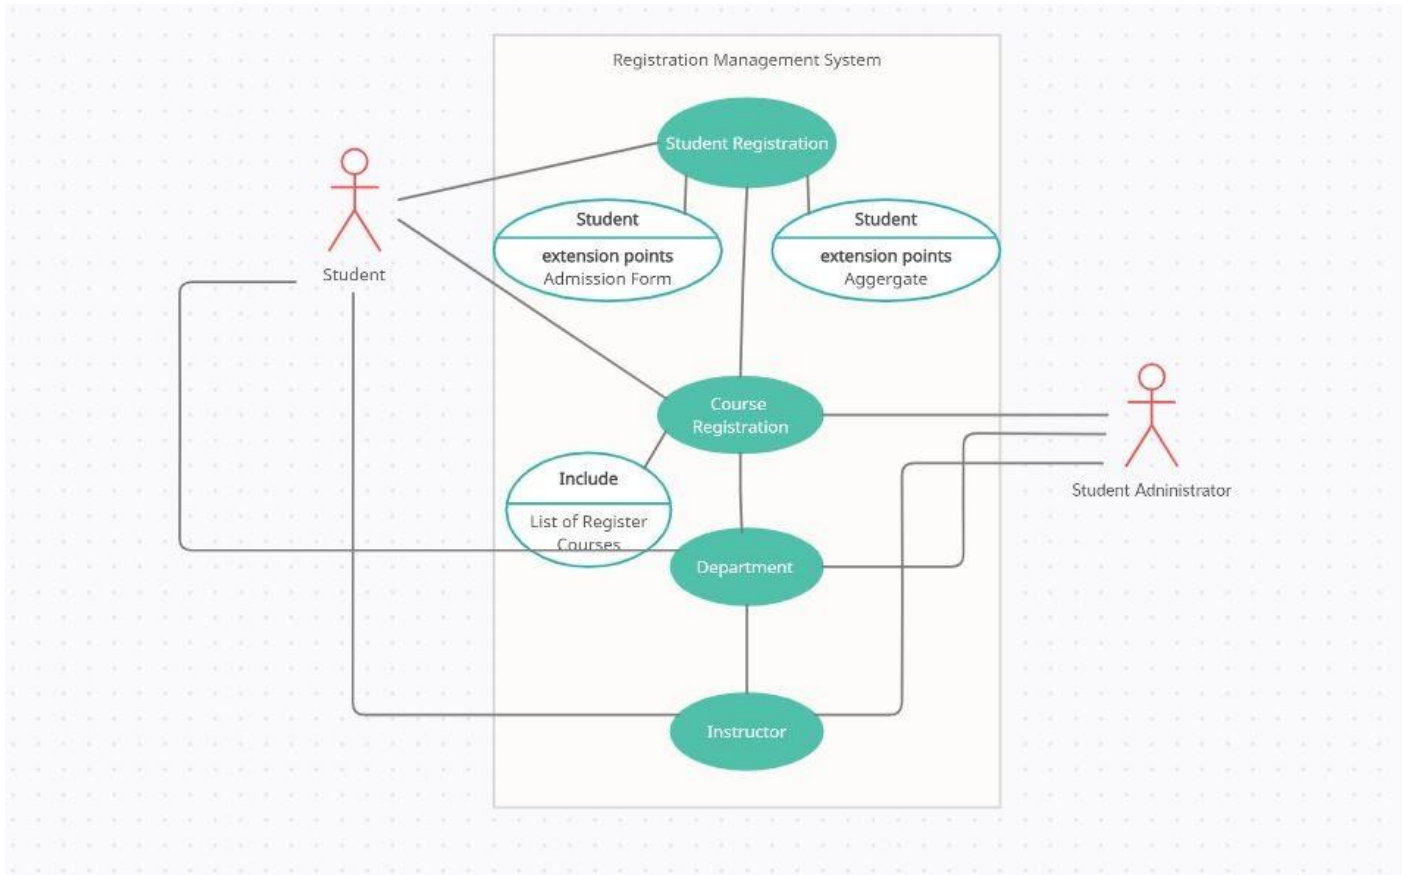 Registration Management System
Student Registration
Student
extension points
Admission Form
Student
extension points
Aggergate
Student
Course
Registration
Include
List of Register
Courses
Student Adninistrator
Department
Instructor